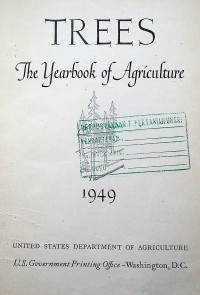 TREES
The Yearbook of Agriculture
1949
UNITED STATES DEPARTMENT OF AGRICULTURE
U.S. Government Printing Office - Washington, D.C.